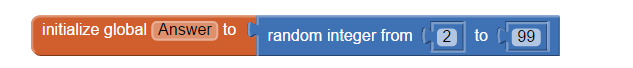 initialize global Answer to random integer from 2 to 99